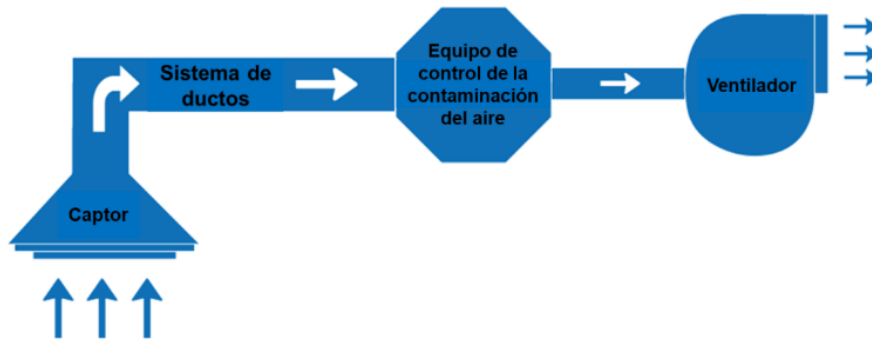 Sistema de
ductos
Equipo de
control de la
contaminación
del aire
Ventilador
Captor